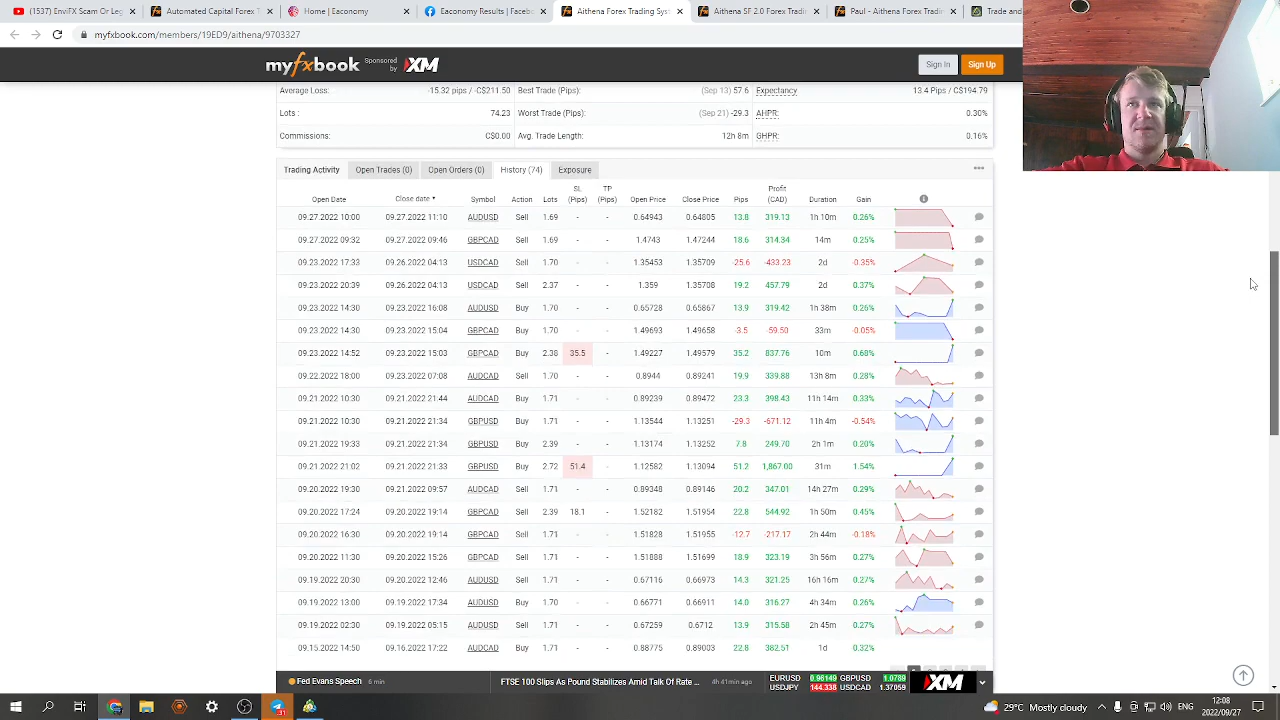 (1537) EnviFX Scam Or Leg
Automated Capital Forex T
Home | Eaconomy
Eaconomy Results | Facebo
Aithena Forex Trading Syst
Aithena SF 2.0 Forex Tradin
Paul - Aithena Forex Tradin
Trade and
myfxbook.com/members/19ED9/aithena/9703327
myfxbook Sponsored by XM Sign In Sign Up
Average Loss: -15.32 pips / -C$211.50 Best Trade (Pips): (Sep 13) 57.6 Expectancy 13.4 Pips / C$194.79
Lots : 74.23 Worst Trade (Pips): (Sep 21) -29.3 AHPR: 0.30%
Commissions: C$0.00 Avg. Trade Length: 12h 8m GHPR: 0.16%
Trading Activity Open Trades (0) Open Orders (0) History (74) Exposure
Open Date Close date Symbol Action Lots SL (Pips) TP (Pips) Open Price Close Price Pips Profit (CAD) Duration Gain
09.27.2022 10:00 09.27.2022 11:10 AUDUSD Sell 1.69 - - 0.64943 0.64805 13.8 319.13 1h 10m 0.26%
09.27.2022 09:32 09.27.2022 09:46 GBPCAD Sell 1.69 - - 1.4743 1.47244 18.6 314.34 14m 0.25%
09.23.2022 17:33 09.26.2022 04:13 USDCAD Sell 1.70 - - 1.35453 1.35709 -25.6 -433.23 2d -0.35%
09.23.2022 20:39 09.26.2022 04:13 USDCAD Sell 2.37 - - 1.359 1.35708 19.2 457.79 2d 0.37%
09.23.2022 14:30 09.23.2022 16:08 AUDUSD Buy 1.70 - - 0.65728 0.65867 13.9 319.42 1h 38m 0.26%
09.23.2022 14:30 09.23.2022 15:04 GBPCAD Buy 1.70 - - 1.49693 1.49658 -3.5 -59.50 33m -0.05%
09.23.2022 14:52 09.23.2022 15:03 GBPCAD Buy 2.38 35.5 - 1.49227 1.49579 35.2 837.76 10m 0.68%
09.22.2022 18:00 09.23.2022 07:08 AUDCAD Sell 1.70 - - 0.8944 0.89241 19.9 339.88 13h 8m 0.28%
09.21.2022 10:30 09.21.2022 21:44 AUDCAD Buy 1.71 - - 0.89239 0.89472 23.3 398.43 11h 14m 0.33%
09.21.2022 10:30 09.21.2022 21:34 GBPUSD Buy 1.71 - - 1.13544 1.13251 -29.3 -671.12 11h 4m -0.54%
09.21.2022 19:33 09.21.2022 21:34 GBPUSD Buy 2.39 - - 1.13174 1.13252 7.8 249.70 2h 1m 0.20%
09.21.2022 21:02 09.21.2022 21:33 GBPUSD Buy 2.72 51.4 - 1.12582 1.13094 51.2 1,867.00 31m 1.54%
09.20.2022 19:30 09.21.2022 09:57 AUDCAD Sell 1.71 - - 0.89348 0.89146 20.2 347.01 14h 27m 0.29%
09.20.2022 17:24 09.20.2022 19:14 GBPCAD Sell 2.39 18.1 - 1.52182 1.51954 22.8 544.92 1h 50m 0.45%
09.20.2022 16:30 09.20.2022 19:14 GBPCAD Sell 1.71 - - 1.51828 1.51955 -12.7 -217.17 2h 44m -0.18%
09.20.2022 11:30 09.20.2022 15:26 GBPCAD Sell 1.71 - - 1.51888 1.51699 18.9 323.19 3h 56m 0.27%
09.19.2022 20:30 09.20.2022 12:46 AUDUSD Sell 1.71 - - 0.67116 0.66973 14.3 321.25 16h 16m 0.27%
09.19.2022 13:00 09.19.2022 17:34 AUDUSD Buy 1.70 - - 0.66771 0.66911 14.0 316.27 4h 34m 0.26%
09.19.2022 02:30 09.19.2022 05:15 AUDUSD Sell 1.71 - - 0.67259 0.6712 13.9 315.58 2h 45m 0.27%
09.15.2022 14:50 09.16.2022 17:22 AUDCAD Buy 1.71 - - 0.88775 0.89003 22.8 382.51 1d 0.32%
Fed Evans Speech 6 min FTSE 100 Slips As Pound Stabilizes Amid Talk Of Rate ... 4h 41min ago EURUSD 0.96149 GBPUSD 1.0789 XM
USDJPY 144.338 USDCAD
12:08
ENG
2022/09/27